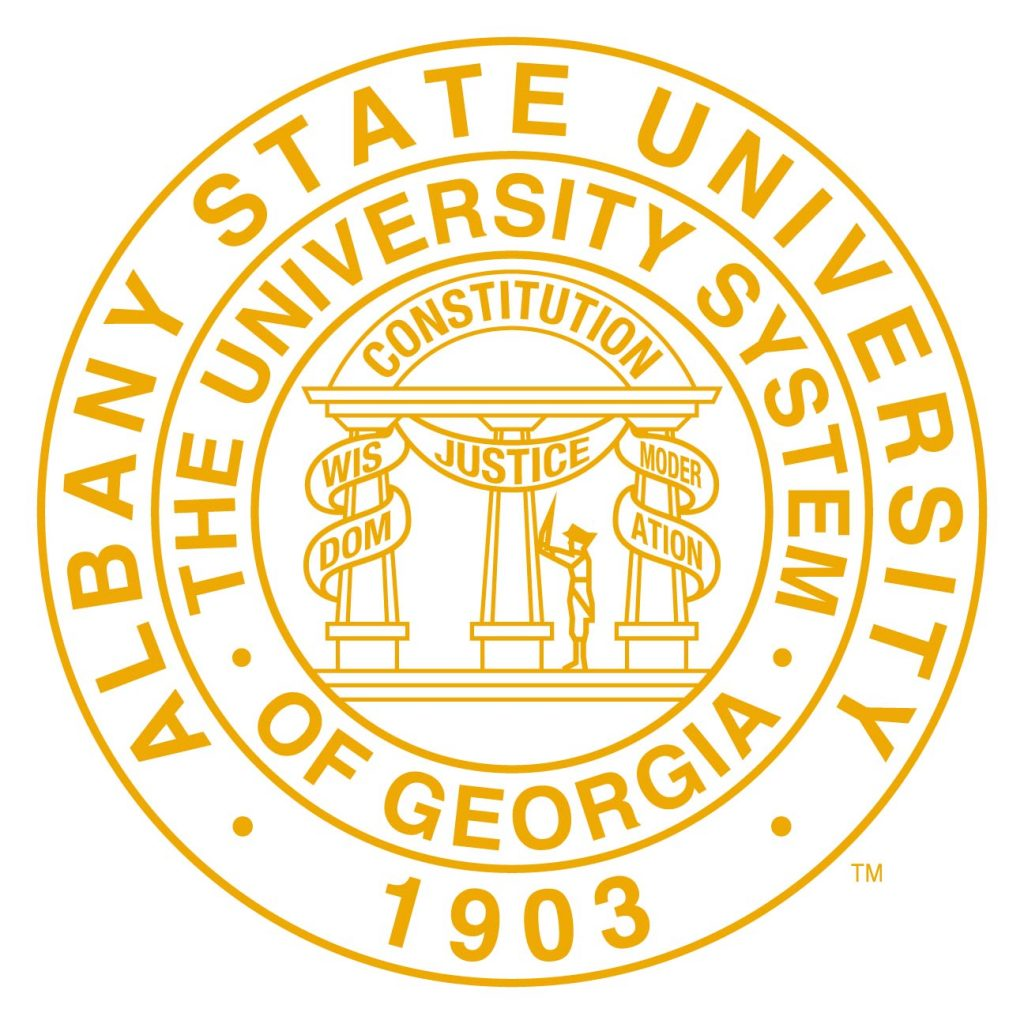 ALBANY STATE UNIVERSITY
THE UNIVERSITY SYSTEM
OF GEORGIA
CONSTITUTION
WIS
DOM
JUSTICE
MODER
ATION
1903
TM